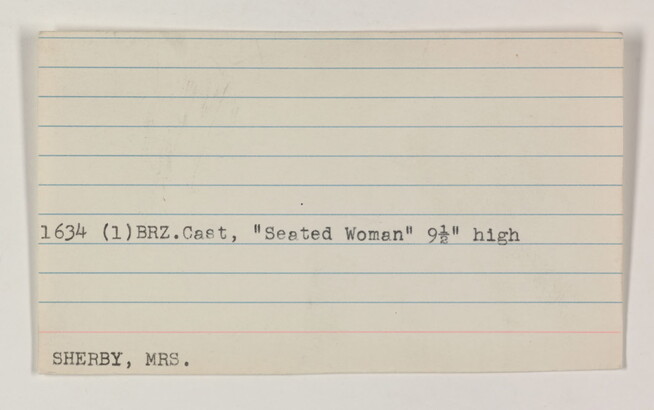 1634 (1)BRZ.Cast, "Seated Woman" 9½" high
SHERBY, MRS.